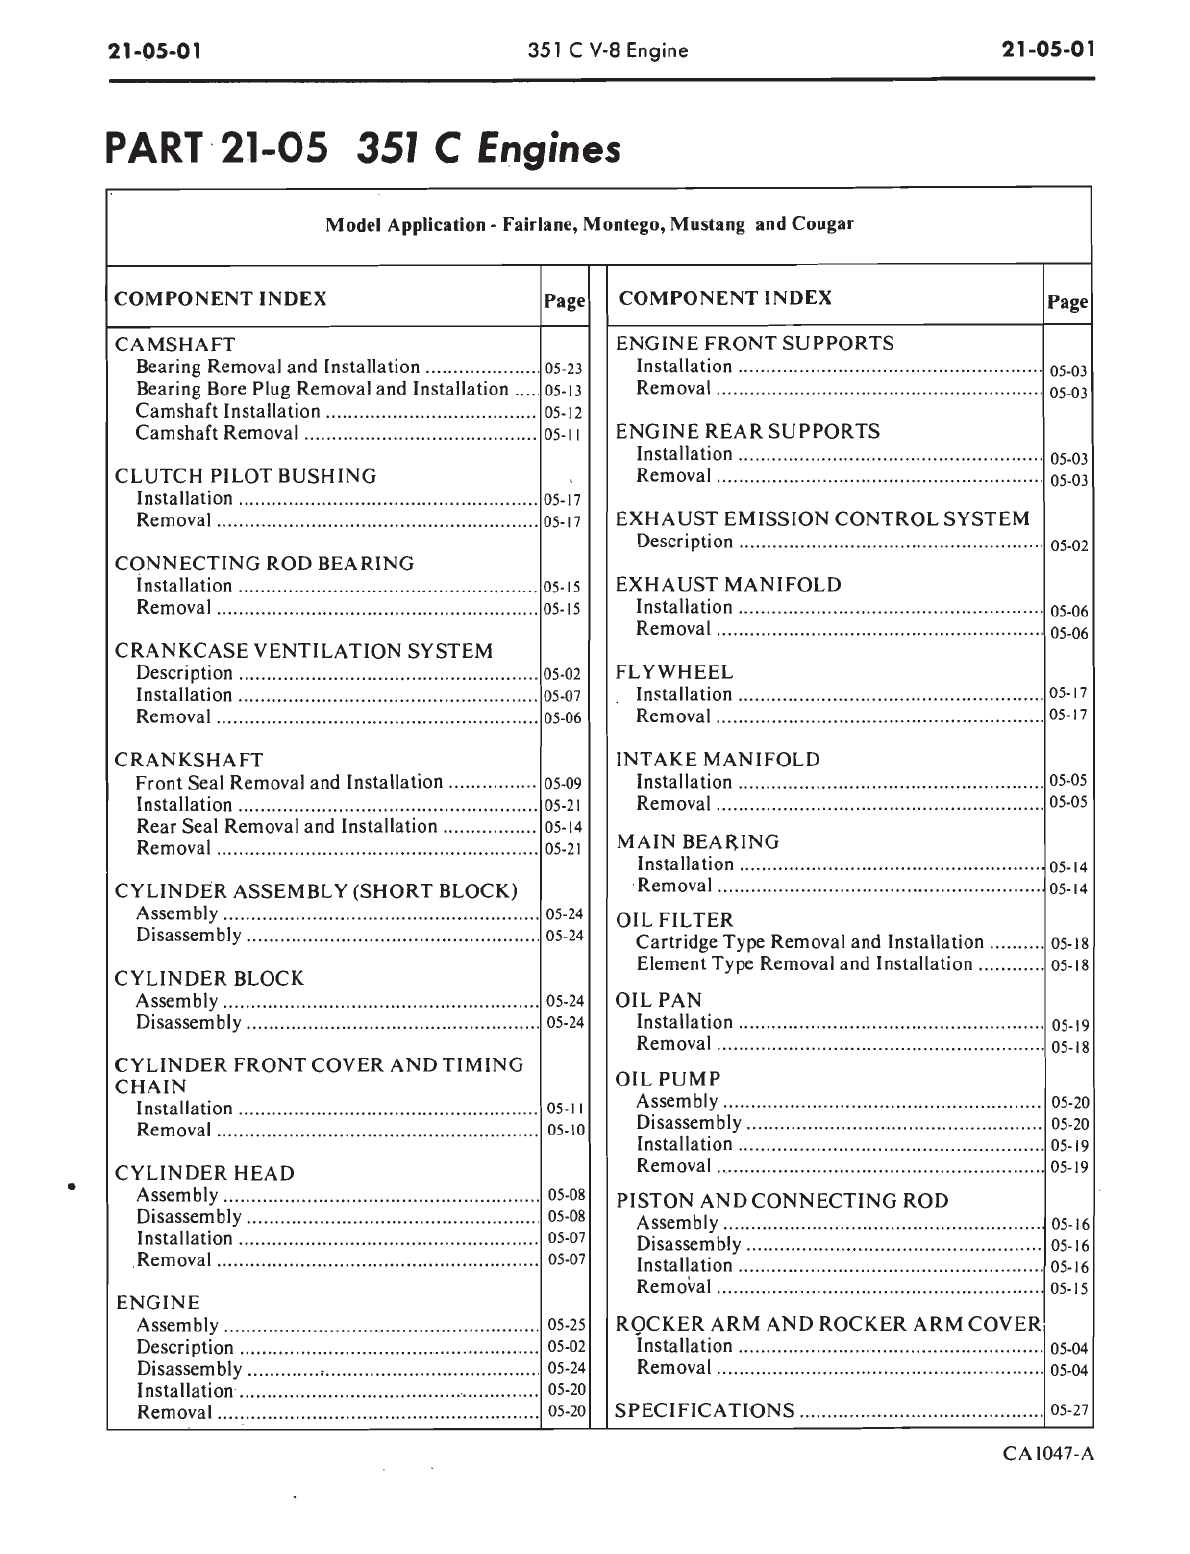 21-05-01 351 C V-8 Engine 21-05-01
PART 21-05 351 C Engines
Model Application - Fairlane, Montego, Mustang and Cougar
COMPONENT INDEX Page
CAMSHAFT
Bearing Removal and Installation .................... 05-23
Bearing Bore Plug Removal and Installation ..... 05-13
Camshaft Installation ...................................... 05-12
Camshaft Removal .......................................... 05-11
CLUTCH PILOT BUSHING
Installation ...................................................... 05-17
Removal .......................................................... 05-17
CONNECTING ROD BEARING
Installation ...................................................... 05-15
Removal .......................................................... 05-15
CRANKCASE VENTILATION SYSTEM
Description ...................................................... 05-02
Installation ...................................................... 05-07
Removal .......................................................... 05-06
CRANKSHAFT
Front Seal Removal and Installation ................ 05-09
Installation ...................................................... 05-21
Rear Seal Removal and Installation ................. 05-14
Removal .......................................................... 05-21
CYLINDER ASSEMBLY (SHORT BLOCK)
Assembly ......................................................... 05-24
Disassembly ..................................................... 05-24
CYLINDER BLOCK
Assembly ......................................................... 05-24
Disassembly ..................................................... 05-24
CYLINDER FRONT COVER AND TIMING
CHAIN
Installation ...................................................... 05-11
Removal .......................................................... 05-10
CYLINDER HEAD
Assembly ......................................................... 05-08
Disassembly ..................................................... 05-08
Installation ...................................................... 05-07
Removal .......................................................... 05-07
ENGINE
Assembly ......................................................... 05-25
Description ...................................................... 05-02
Disassembly ..................................................... 05-24
Installation ...................................................... 05-20
Removal .......................................................... 05-20
COMPONENT INDEX Page
ENGINE FRONT SUPPORTS
Installation ....................................................... 05-03
Removal ........................................................... 05-03
ENGINE REAR SUPPORTS
Installation ....................................................... 05-03
Removal ........................................................... 05-03
EXHAUST EMISSION CONTROL SYSTEM
Description ....................................................... 05-02
EXHAUST MANIFOLD
Installation ....................................................... 05-06
Removal ........................................................... 05-06
FLYWHEEL
Installation ....................................................... 05-17
Removal ........................................................... 05-17
INTAKE MANIFOLD
Installation ....................................................... 05-05
Removal ........................................................... 05-05
MAIN BEARING
Installation ....................................................... 05-14
Removal ........................................................... 05-14
OIL FILTER
Cartridge Type Removal and Installation .......... 05-18
Element Type Removal and Installation ............ 05-18
OIL PAN
Installation ....................................................... 05-19
Removal ........................................................... 05-18
OIL PUMP
Assembly .......................................................... 05-20
Disassembly ...................................................... 05-20
Installation ....................................................... 05-19
Removal ........................................................... 05-19
PISTON AND CONNECTING ROD
Assembly .......................................................... 05-16
Disassembly ...................................................... 05-16
Installation ....................................................... 05-16
Removal ........................................................... 05-15
ROCKER ARM AND ROCKER ARM COVER
Installation ....................................................... 05-04
Removal ........................................................... 05-04
SPECIFICATIONS ............................................ 05-27
CA1047-A